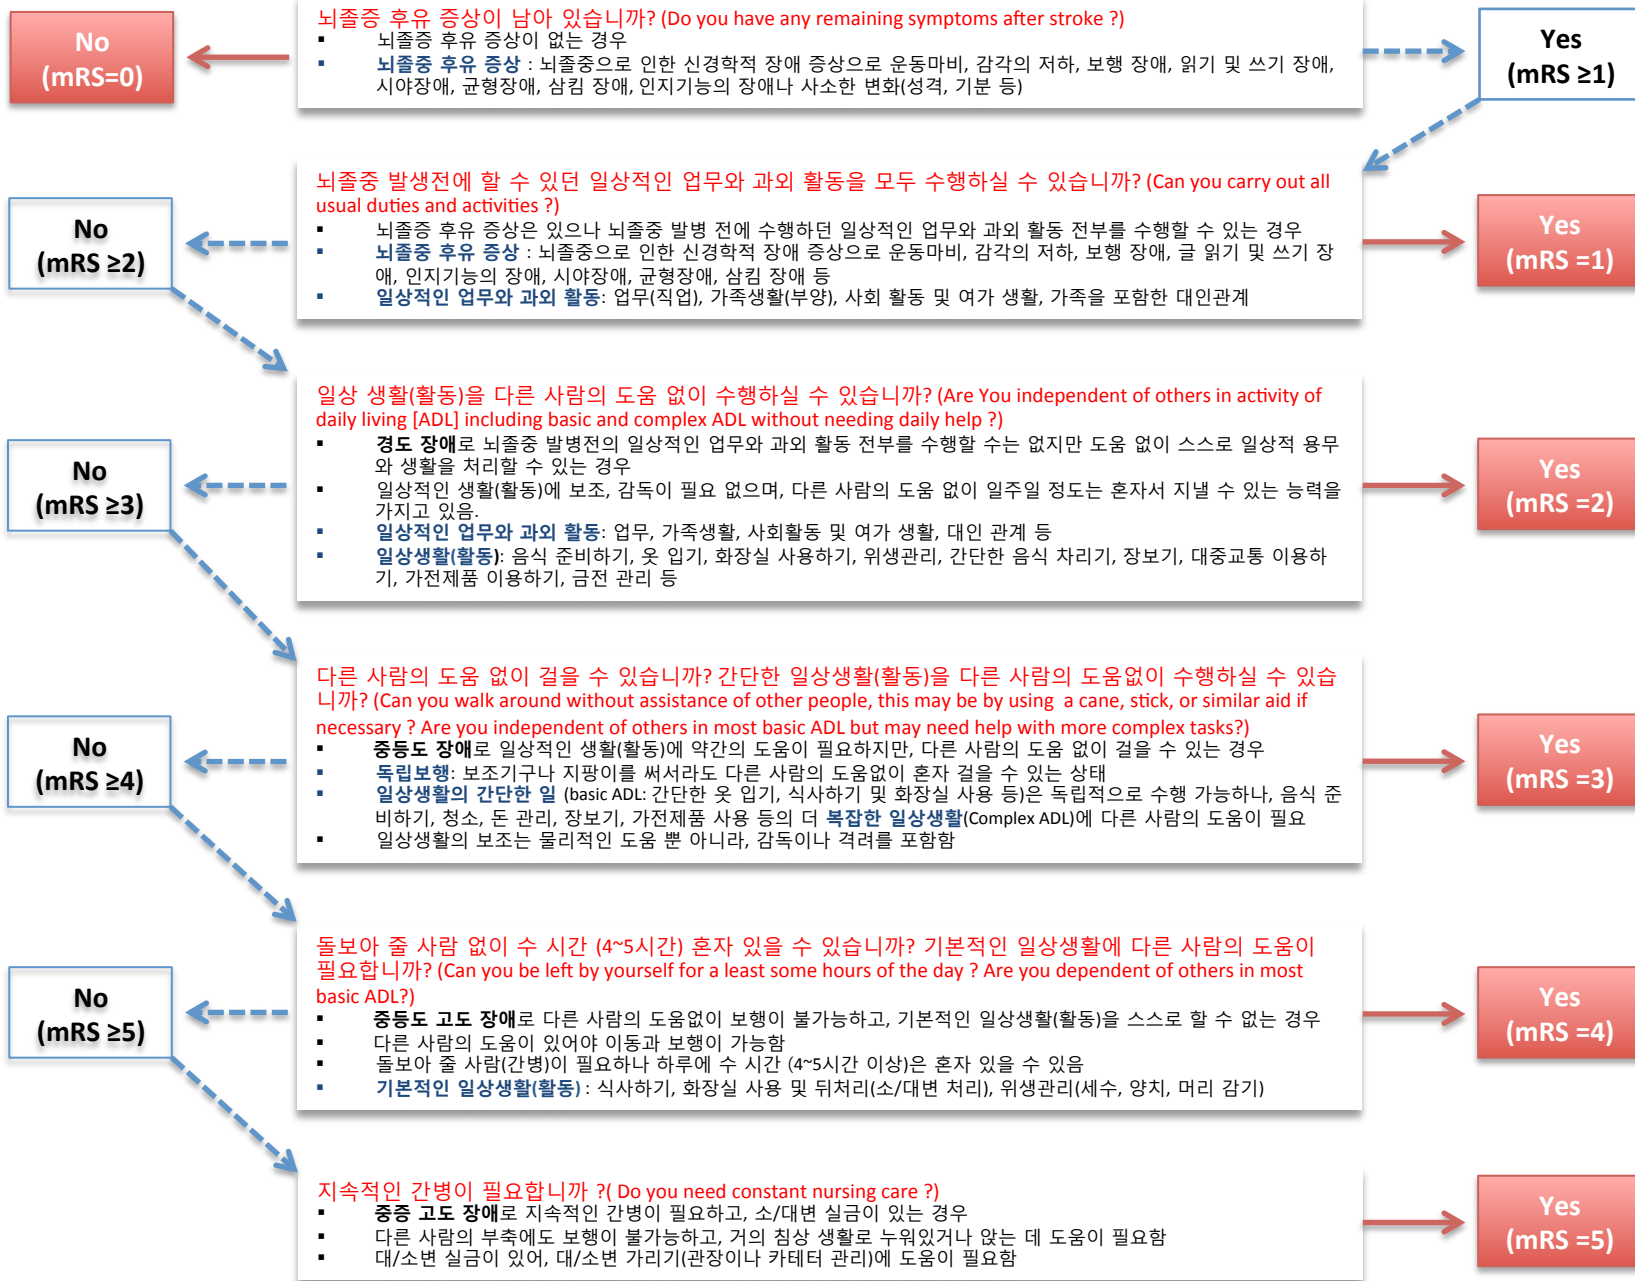 뇌졸증 후유 증상이 남아 있습니까? (Do you have any remaining symptoms after stroke ?)
▪ 뇌졸증 후유 증상이 없는 경우
▪ 뇌졸중 후유 증상 : 뇌졸중으로 인한 신경학적 장애 증상으로 운동마비, 감각의 저하, 보행 장애, 읽기 및 쓰기 장애,
시야장애, 균형장애, 삼킴 장애, 인지기능의 장애나 사소한 변화(성격, 기분 등)
No
(mRS=0)
Yes
(mRS ≥1)
뇌졸중 발생전에 할 수 있던 일상적인 업무와 과외 활동을 모두 수행하실 수 있습니까? (Can you carry out all
usual duties and activities ?)
▪ 뇌졸증 후유 증상은 있으나 뇌졸중 발병 전에 수행하던 일상적인 업무와 과외 활동 전부를 수행할 수 있는 경우
▪ 뇌졸중 후유 증상 : 뇌졸중으로 인한 신경학적 장애 증상으로 운동마비, 감각의 저하, 보행 장애, 글 읽기 및 쓰기 장
애, 인지기능의 장애, 시야장애, 균형장애, 삼킴 장애 등
▪ 일상적인 업무와 과외 활동: 업무(직업), 가족생활(부양), 사회 활동 및 여가 생활, 가족을 포함한 대인관계
No
(mRS ≥2)
Yes
(mRS =1)
일상 생활(활동)을 다른 사람의 도움 없이 수행하실 수 있습니까? (Are You independent of others in activity of
daily living [ADL] including basic and complex ADL without needing daily help ?)
▪ 경도 장애로 뇌졸중 발병전의 일상적인 업무와 과외 활동 전부를 수행할 수는 없지만 도움 없이 스스로 일상적 용무
와 생활을 처리할 수 있는 경우
▪ 일상적인 생활(활동)에 보조, 감독이 필요 없으며, 다른 사람의 도움 없이 일주일 정도는 혼자서 지낼 수 있는 능력을
가지고 있음.
▪ 일상적인 업무와 과외 활동: 업무, 가족생활, 사회활동 및 여가 생활, 대인 관계 등
▪ 일상생활(활동): 음식 준비하기, 옷 입기, 화장실 사용하기, 위생관리, 간단한 음식 차리기, 장보기, 대중교통 이용하
기, 가전제품 이용하기, 금전 관리 등
No
(mRS ≥3)
Yes
(mRS =2)
다른 사람의 도움 없이 걸을 수 있습니까? 간단한 일상생활(활동)을 다른 사람의 도움없이 수행하실 수 있습
니까? (Can you walk around without assistance of other people, this may be by using a cane, stick, or similar aid if
necessary ? Are you independent of others in most basic ADL but may need help with more complex tasks?)
▪ 중등도 장애로 일상적인 생활(활동)에 약간의 도움이 필요하지만, 다른 사람의 도움 없이 걸을 수 있는 경우
▪ 독립보행: 보조기구나 지팡이를 써서라도 다른 사람의 도움없이 혼자 걸을 수 있는 상태
▪ 일상생활의 간단한 일 (basic ADL: 간단한 옷 입기, 식사하기 및 화장실 사용 등)은 독립적으로 수행 가능하나, 음식 준
비하기, 청소, 돈 관리, 장보기, 가전제품 사용 등의 더 복잡한 일상생활(Complex ADL)에 다른 사람의 도움이 필요
▪ 일상생활의 보조는 물리적인 도움 뿐 아니라, 감독이나 격려를 포함함
No
(mRS ≥4)
Yes
(mRS =3)
돌보아 줄 사람 없이 수 시간 (4~5시간) 혼자 있을 수 있습니까? 기본적인 일상생활에 다른 사람의 도움이
필요합니까? (Can you be left by yourself for a least some hours of the day ? Are you dependent of others in most
basic ADL?)
▪ 중등도 고도 장애로 다른 사람의 도움없이 보행이 불가능하고, 기본적인 일상생활(활동)을 스스로 할 수 없는 경우
▪ 다른 사람의 도움이 있어야 이동과 보행이 가능함
▪ 돌보아 줄 사람(간병)이 필요하나 하루에 수 시간 (4~5시간 이상)은 혼자 있을 수 있음
▪ 기본적인 일상생활(활동) : 식사하기, 화장실 사용 및 뒤처리(소/대변 처리), 위생관리(세수, 양치, 머리 감기)
No
(mRS ≥5)
Yes
(mRS =4)
지속적인 간병이 필요합니까 ?( Do you need constant nursing care ?)
▪ 중증 고도 장애로 지속적인 간병이 필요하고, 소/대변 실금이 있는 경우
▪ 다른 사람의 부축에도 보행이 불가능하고, 거의 침상 생활로 누워있거나 앉는 데 도움이 필요함
▪ 대/소변 실금이 있어, 대/소변 가리기(관장이나 카테터 관리)에 도움이 필요함
Yes
(mRS =5)